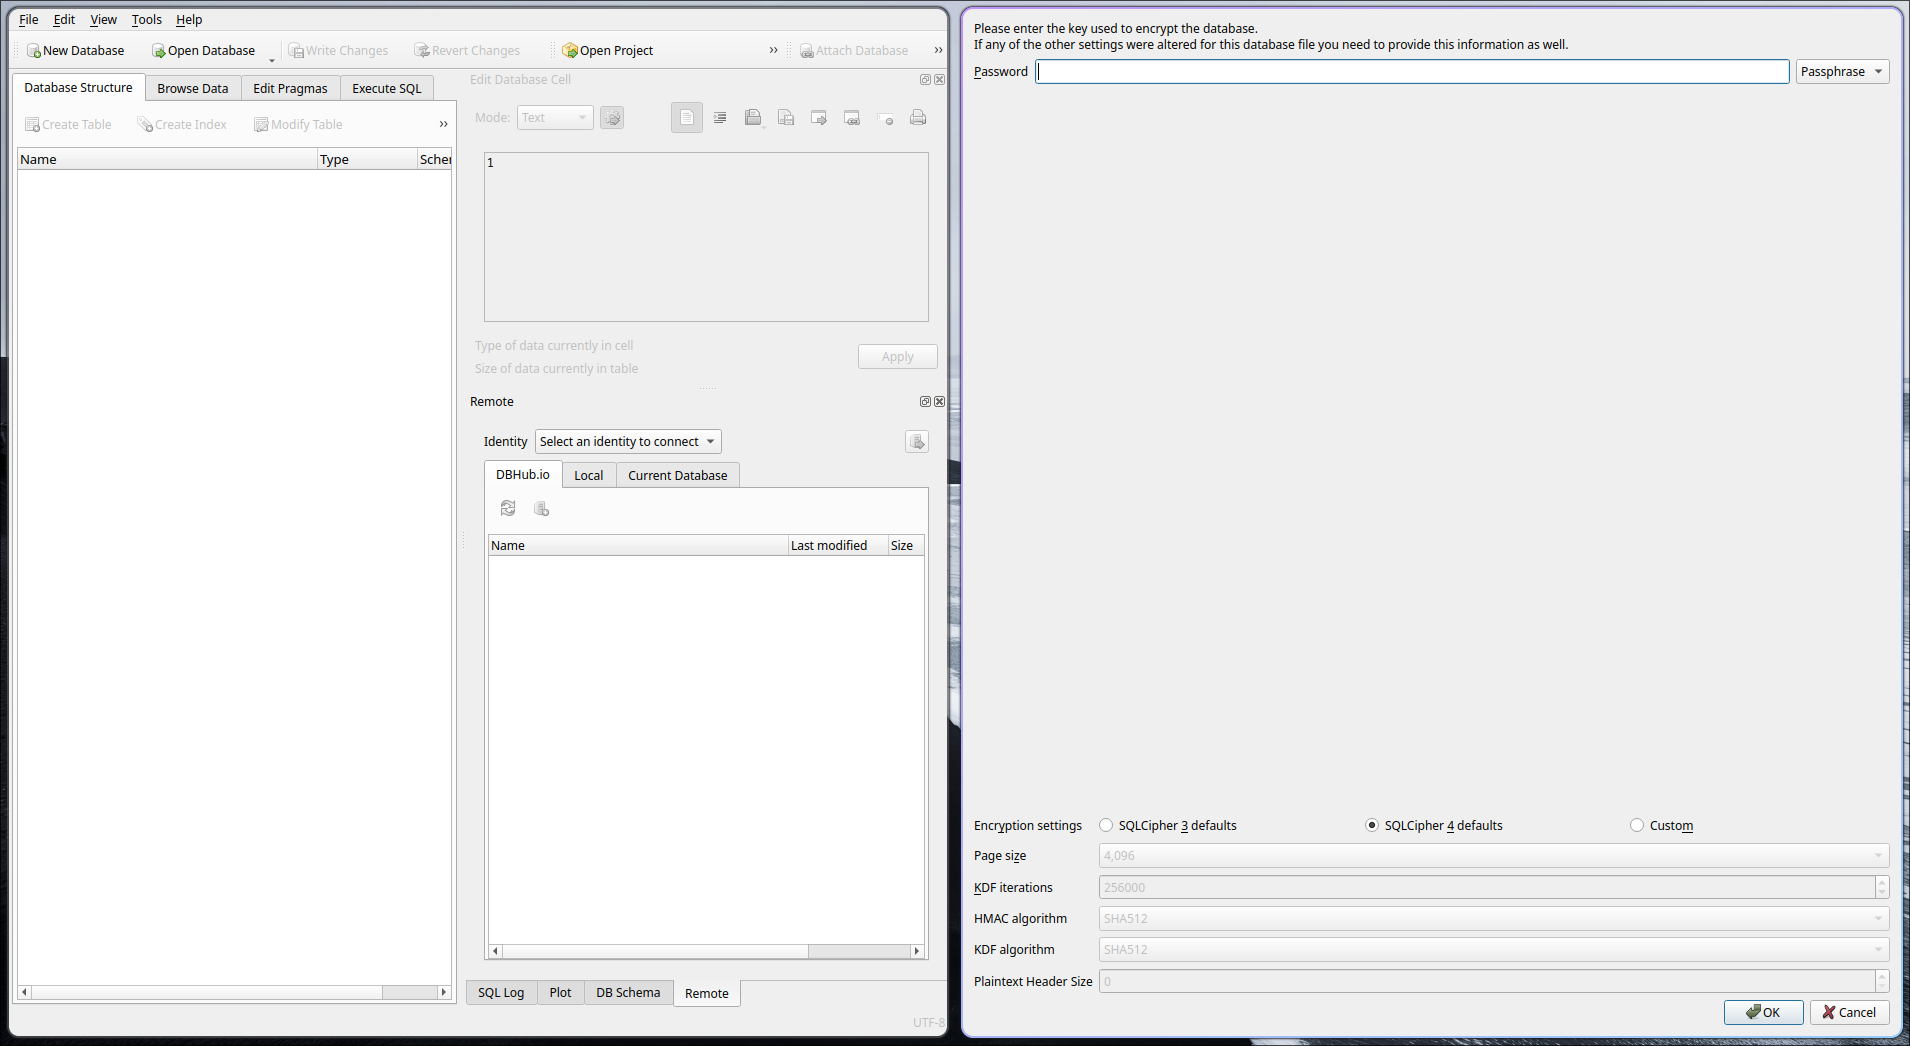 File Edit View Tools Help
New Database Open Database Write Changes Revert Changes Open Project » Attach Database »
Database Structure Browse Data Edit Pragmas Execute SQL
Create Table Create Index Modify Table »
Name Type Schem
Edit Database Cell
Mode: Text
1
Type of data currently in cell
Size of data currently in table
Apply
Remote
Identity Select an identity to connect
DBHub.io Local Current Database
Name Last modified Size
SQL Log Plot DB Schema Remote
UTF-8
Please enter the key used to encrypt the database.
If any of the other settings were altered for this database file you need to provide this information as well.
Password Passphrase
Encryption settings SQLCipher 3 defaults SQLCipher 4 defaults Custom
Page size 4,096
KDF iterations 256000
HMAC algorithm SHA512
KDF algorithm SHA512
Plaintext Header Size 0
OK Cancel